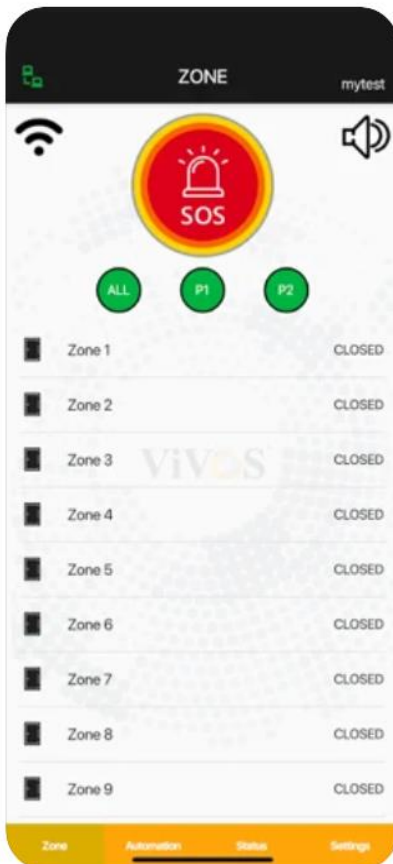 ZONE
mytest
SOS
ALL P1 P2
Zone 1 CLOSED
Zone 2 CLOSED
Zone 3 CLOSED
ViVOS
Zone 4 CLOSED
Zone 5 CLOSED
Zone 6 CLOSED
Zone 7 CLOSED
Zone 8 CLOSED
Zone 9 CLOSED
Zone Automation Status Settings